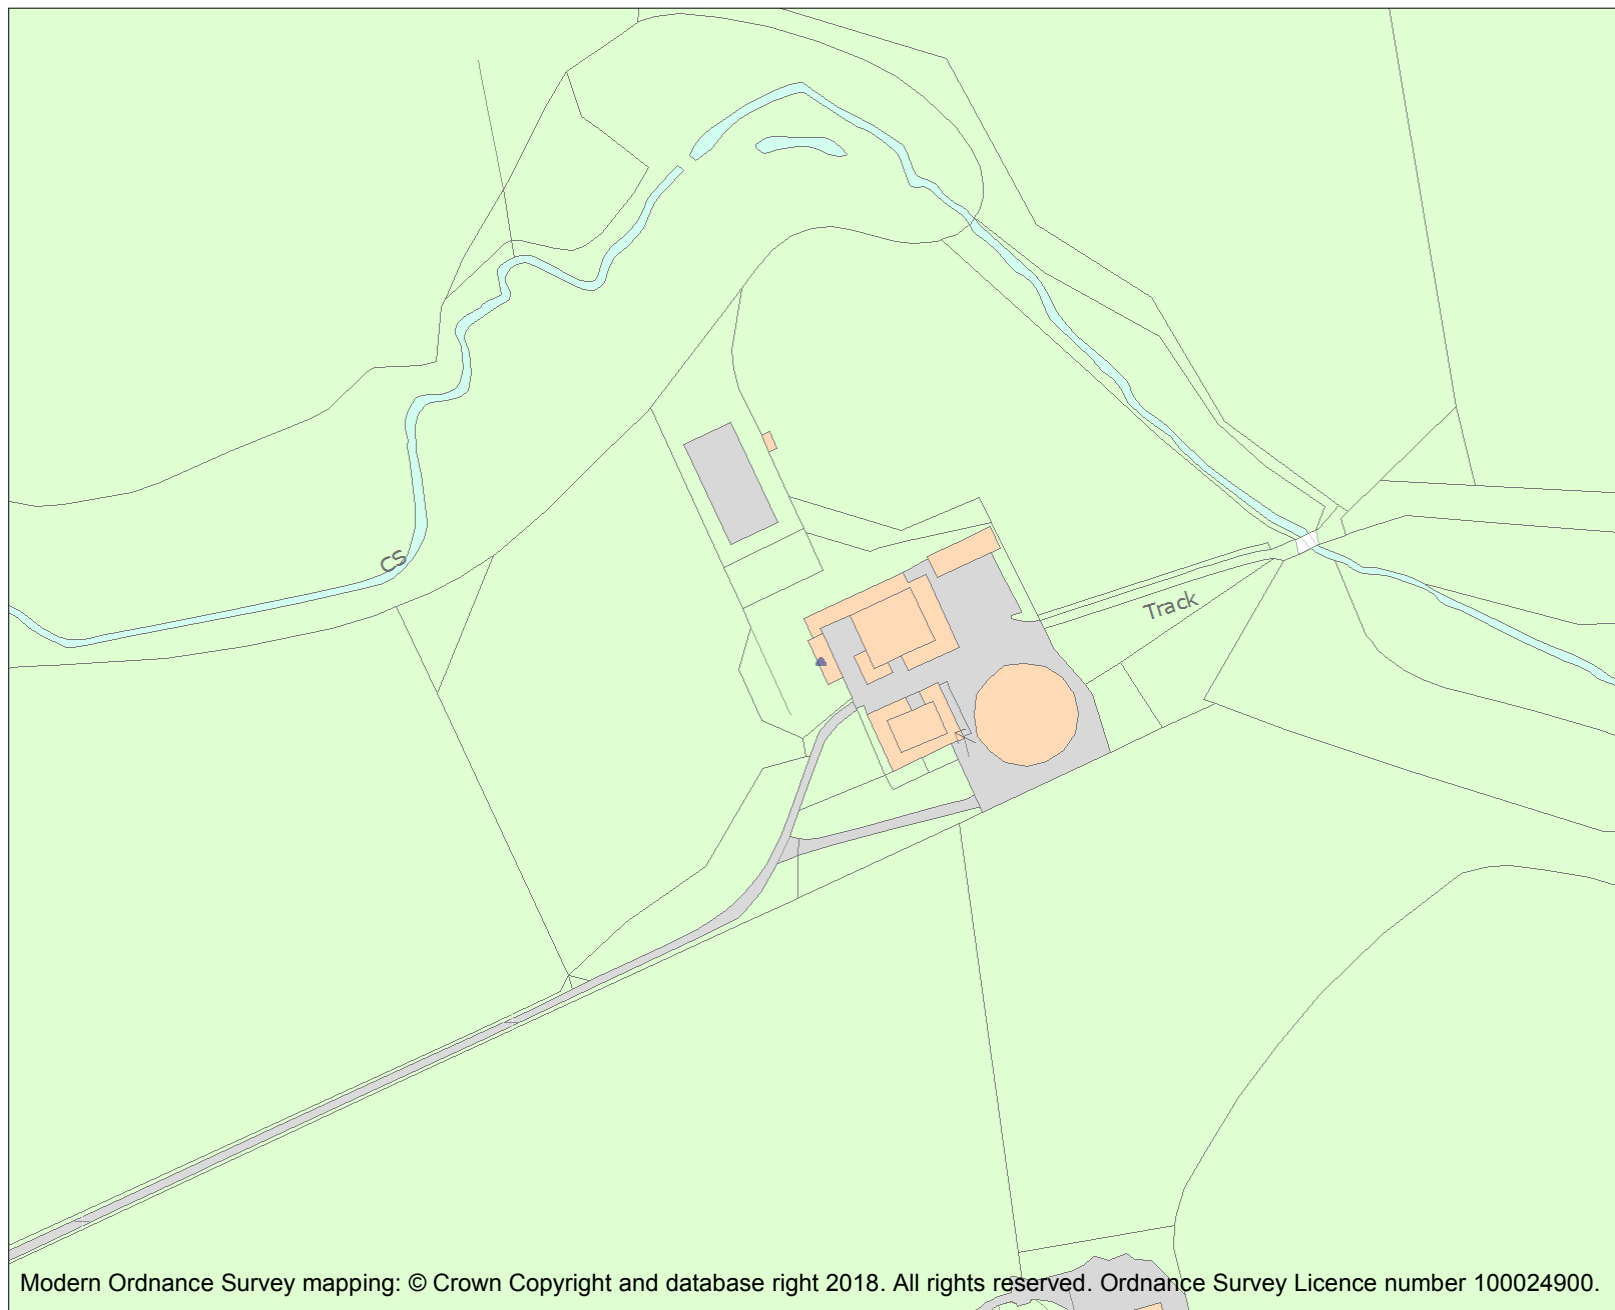 CS
Track
Modern Ordnance Survey mapping: © Crown Copyright and database right 2018. All rights reserved. Ordnance Survey Licence number 100024900.